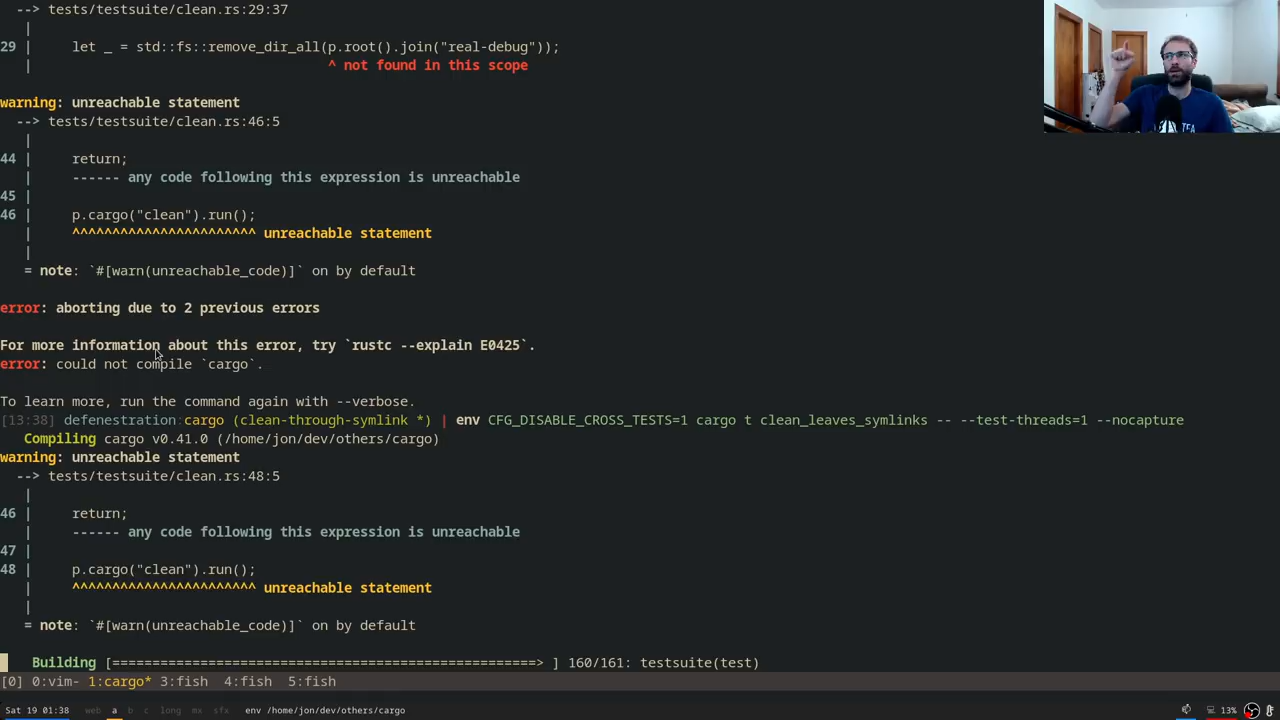 --> tests/testsuite/clean.rs:29:37
|
29 | let _ = std::fs::remove_dir_all(p.root().join("real-debug"));
| ^ not found in this scope
warning: unreachable statement
--> tests/testsuite/clean.rs:46:5
|
44 | return;
| ------ any code following this expression is unreachable
45 |
46 | p.cargo("clean").run();
| ^^^^^^^^^^^^^^^^^^^^^^^ unreachable statement
|
= note: `#[warn(unreachable_code)]` on by default
error: aborting due to 2 previous errors
For more information about this error, try `rustc --explain E0425`.
error: could not compile `cargo`.
To learn more, run the command again with --verbose.
[13:38] defenestration:cargo (clean-through-symlink *) | env CFG_DISABLE_CROSS_TESTS=1 cargo t clean_leaves_symlinks -- --test-threads=1 --nocapture
Compiling cargo v0.41.0 (/home/jon/dev/others/cargo)
warning: unreachable statement
--> tests/testsuite/clean.rs:48:5
|
46 | return;
| ------ any code following this expression is unreachable
47 |
48 | p.cargo("clean").run();
| ^^^^^^^^^^^^^^^^^^^^^^^ unreachable statement
|
= note: `#[warn(unreachable_code)]` on by default
Building [=====================================================> ] 160/161: testsuite(test)
[0] 0:vim- 1:cargo* 3:fish 4:fish 5:fish
Sat 19 01:38 web a b c long mx sfx env /home/jon/dev/others/cargo 13%